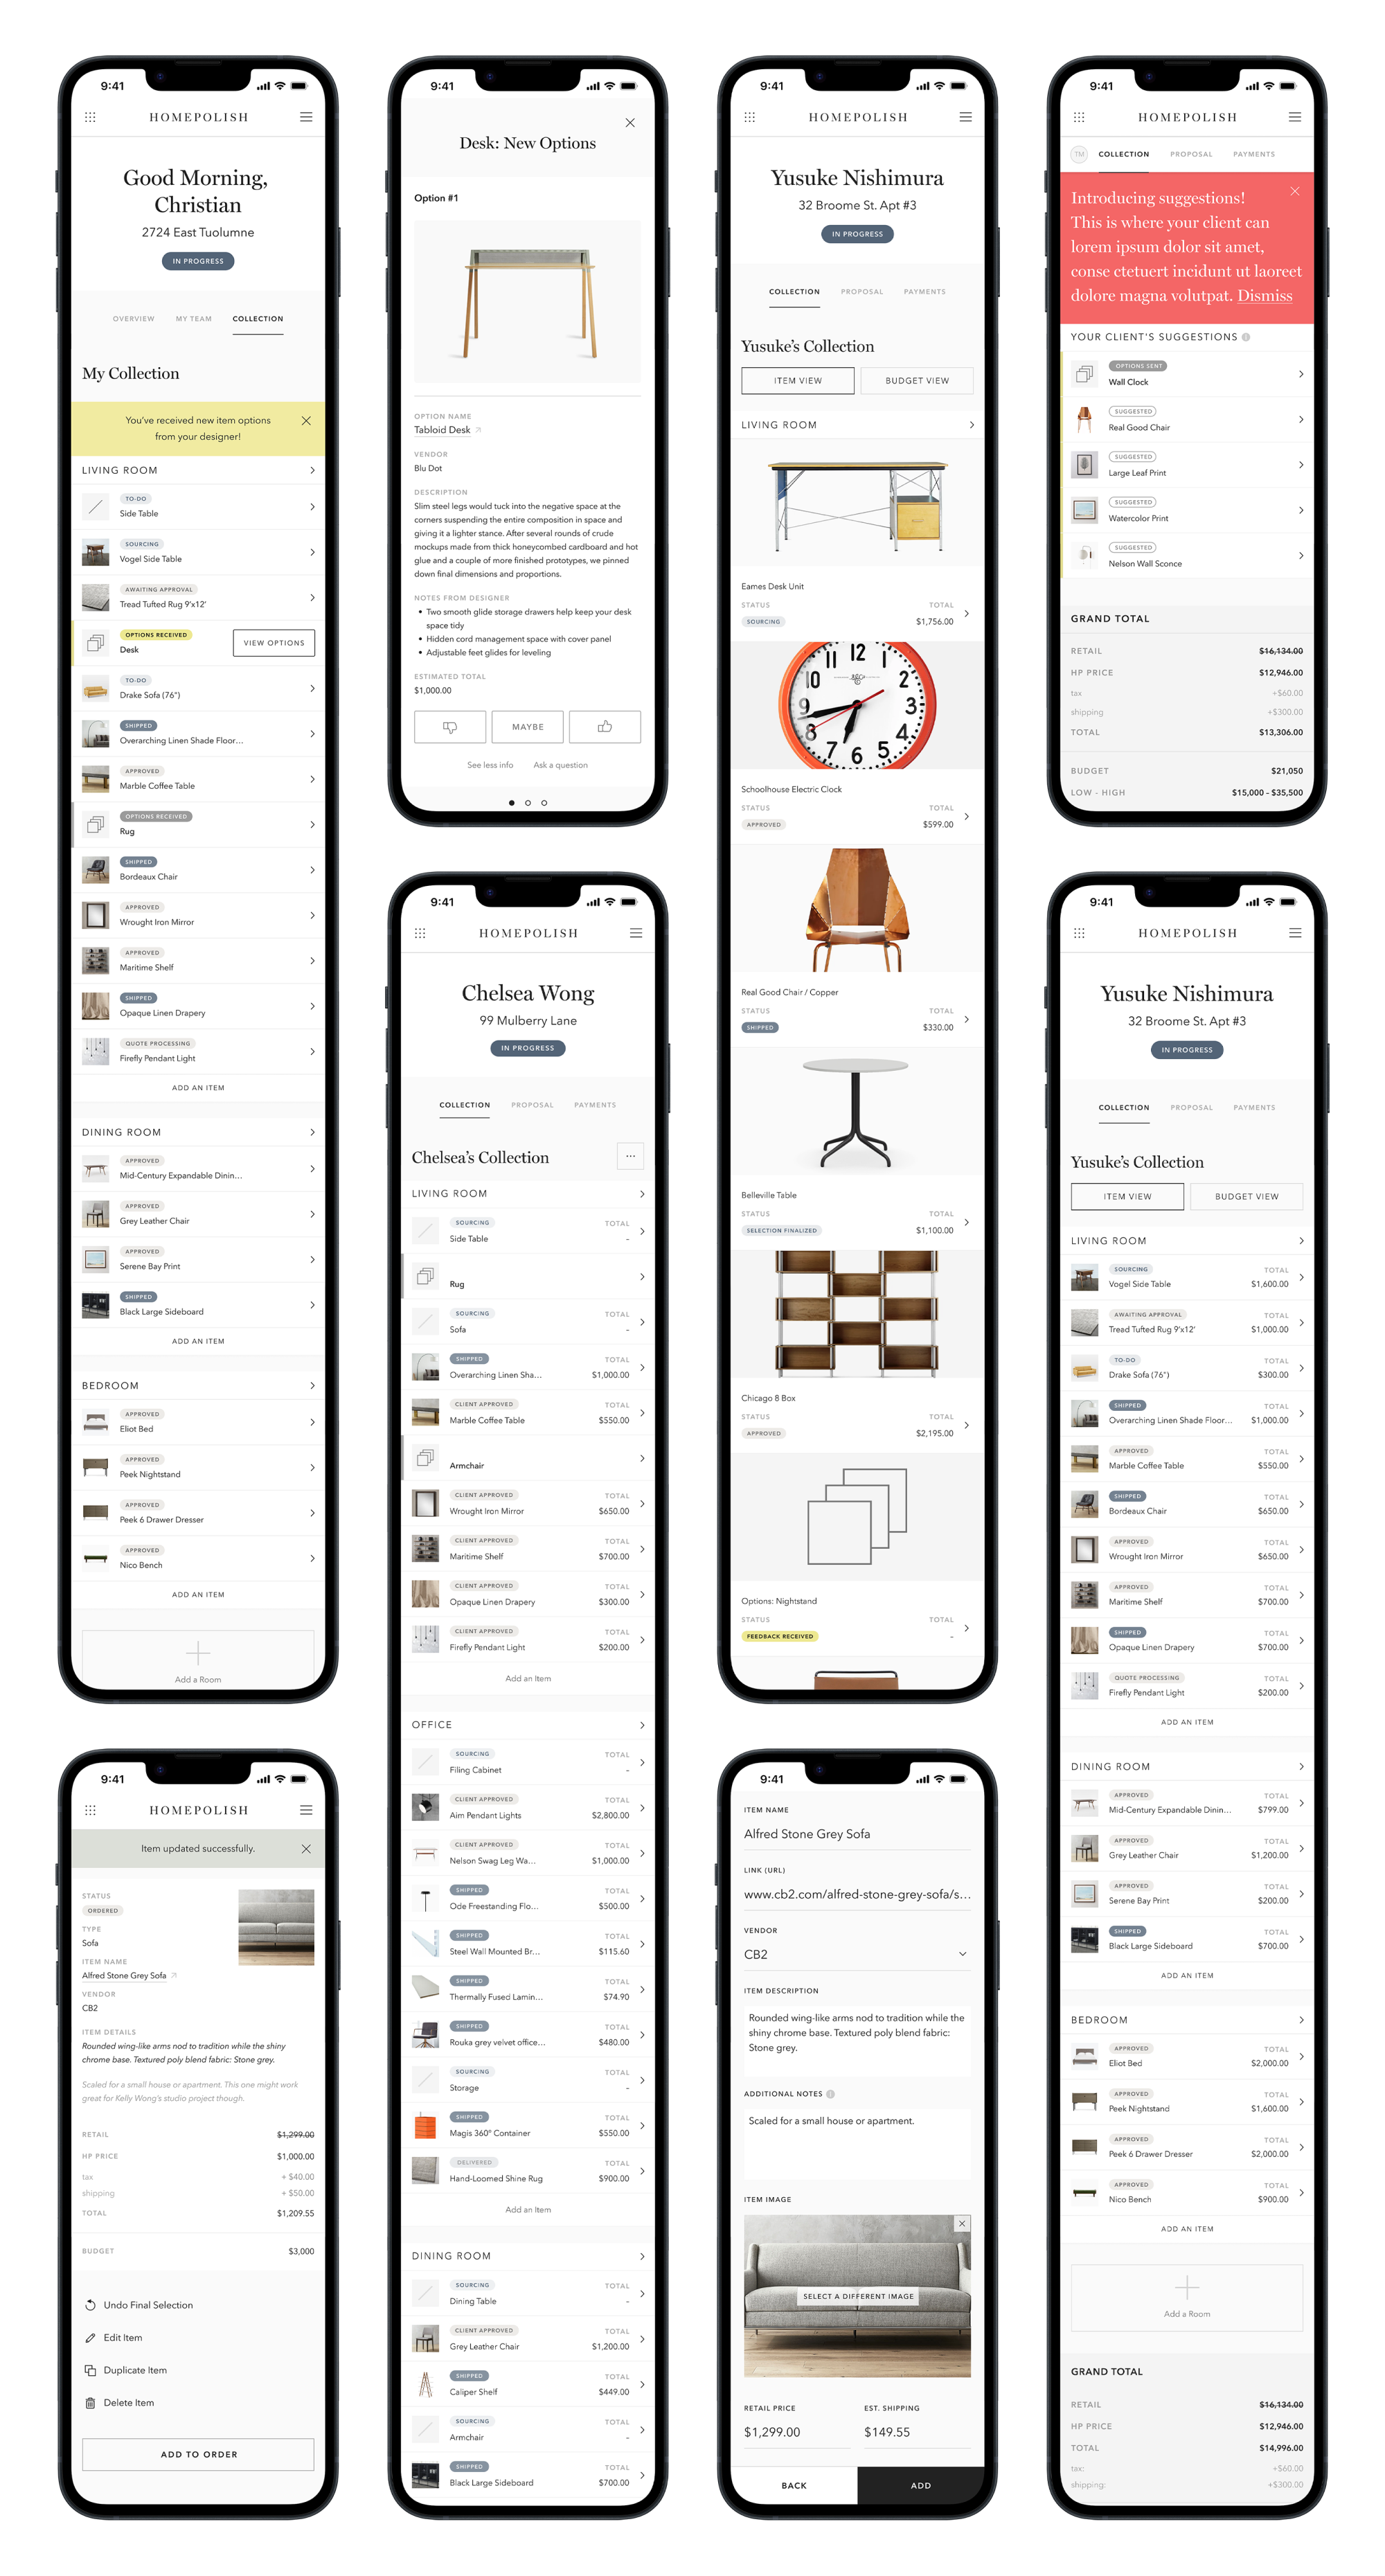 9:41
HOMEPOLISH
Good Morning,
Christian
2724 East Tuolumne
IN PROGRESS
OVERVIEW MY TEAM COLLECTION
My Collection
You've received new item options
from your designer!
LIVING ROOM
TO-DO
Side Table
SOURCING
Vogel Side Table
AWAITING APPROVAL
Tread Tufted Rug 9'x12'
OPTIONS RECEIVED
Desk
VIEW OPTIONS
TO-DO
Drake Sofa (76")
SHIPPED
Overarching Linen Shade Floor...
APPROVED
Marble Coffee Table
OPTIONS RECEIVED
Rug
SHIPPED
Bordeaux Chair
APPROVED
Wrought Iron Mirror
APPROVED
Maritime Shelf
SHIPPED
Opaque Linen Drapery
QUOTE PROCESSING
Firefly Pendant Light
ADD AN ITEM
DINING ROOM
APPROVED
Mid-Century Expandable Dinin...
APPROVED
Grey Leather Chair
APPROVED
Serene Bay Print
SHIPPED
Black Large Sideboard
ADD AN ITEM
BEDROOM
APPROVED
Eliot Bed
APPROVED
Peek Nightstand
APPROVED
Peek 6 Drawer Dresser
APPROVED
Nico Bench
ADD AN ITEM
Add a Room
9:41
HOMEPOLISH
Item updated successfully.
STATUS
ORDERED
TYPE
Sofa
ITEM NAME
Alfred Stone Grey Sofa
VENDOR
CB2
ITEM DETAILS
Rounded wing-like arms nod to tradition while the shiny
chrome base. Textured poly blend fabric: Stone grey.
Scaled for a small house or apartment. This one might work
great for Kelly Wong's studio project though.
RETAIL $1,299.00
HP PRICE $1,000.00
tax + $40.00
shipping + $50.00
TOTAL $1,209.55
BUDGET $3,000
Undo Final Selection
Edit Item
Duplicate Item
Delete Item
ADD TO ORDER
9:41
Desk: New Options
Option #1
OPTION NAME
Tabloid Desk
VENDOR
Blu Dot
DESCRIPTION
Slim steel legs would tuck into the negative space at the
corners suspending the entire composition in space and
giving it a lighter stance. After several rounds of crude
mockups made from thick honeycombed cardboard and hot
glue and a couple of more finished prototypes, we pinned
down final dimensions and proportions.
NOTES FROM DESIGNER
• Two smooth glide storage drawers help keep your desk
space tidy
• Hidden cord management space with cover panel
• Adjustable feet glides for leveling
ESTIMATED TOTAL
$1,000.00
MAYBE
See less info Ask a question
9:41
HOMEPOLISH
Chelsea Wong
99 Mulberry Lane
IN PROGRESS
COLLECTION PROPOSAL PAYMENTS
Chelsea's Collection
...
LIVING ROOM
SOURCING TOTAL
Side Table -
Rug
SOURCING TOTAL
Sofa -
SHIPPED TOTAL
Overarching Linen Sha... $1,000.00
CLIENT APPROVED TOTAL
Marble Coffee Table $550.00
Armchair
CLIENT APPROVED TOTAL
Wrought Iron Mirror $650.00
CLIENT APPROVED TOTAL
Maritime Shelf $700.00
CLIENT APPROVED TOTAL
Opaque Linen Drapery $300.00
CLIENT APPROVED TOTAL
Firefly Pendant Light $200.00
Add an Item
OFFICE
SOURCING TOTAL
Filing Cabinet -
CLIENT APPROVED TOTAL
Aim Pendant Lights $2,800.00
CLIENT APPROVED TOTAL
Nelson Swag Leg Wa... $1,000.00
SHIPPED TOTAL
Ode Freestanding Flo... $500.00
SHIPPED TOTAL
Steel Wall Mounted Br... $115.60
SHIPPED TOTAL
Thermally Fused Lamin... $74.90
SHIPPED TOTAL
Rouka grey velvet office... $480.00
SOURCING TOTAL
Storage -
SHIPPED TOTAL
Magis 360° Container $550.00
DELIVERED TOTAL
Hand-Loomed Shine Rug $900.00
Add an Item
DINING ROOM
SOURCING TOTAL
Dining Table -
CLIENT APPROVED TOTAL
Grey Leather Chair $1,200.00
SHIPPED TOTAL
Caliper Shelf $449.00
SOURCING TOTAL
Armchair -
SHIPPED TOTAL
Black Large Sideboard $700.00
9:41
HOMEPOLISH
Yusuke Nishimura
32 Broome St. Apt #3
IN PROGRESS
COLLECTION PROPOSAL PAYMENTS
Yusuke's Collection
ITEM VIEW BUDGET VIEW
LIVING ROOM
Eames Desk Unit
STATUS TOTAL
SOURCING $1,756.00
11 12 1
10 2
9 3
8 4
7 6 5
Schoolhouse Electric Clock
STATUS TOTAL
APPROVED $599.00
Real Good Chair / Copper
STATUS TOTAL
SHIPPED $330.00
Belleville Table
STATUS TOTAL
SELECTION FINALIZED $1,100.00
Chicago 8 Box
STATUS TOTAL
APPROVED $2,195.00
Options: Nightstand
STATUS TOTAL
FEEDBACK RECEIVED -
9:41
ITEM NAME
Alfred Stone Grey Sofa
LINK (URL)
www.cb2.com/alfred-stone-grey-sofa/s...
VENDOR
CB2
ITEM DESCRIPTION
Rounded wing-like arms nod to tradition while the
shiny chrome base. Textured poly blend fabric:
Stone grey.
ADDITIONAL NOTES
Scaled for a small house or apartment.
ITEM IMAGE
SELECT A DIFFERENT IMAGE
RETAIL PRICE EST. SHIPPING
$1,299.00 $149.55
BACK ADD
9:41
HOMEPOLISH
TM COLLECTION PROPOSAL PAYMENTS
Introducing suggestions!
This is where your client can
lorem ipsum dolor sit amet,
conse ctetuert incidunt ut laoreet
dolore magna volutpat. Dismiss
YOUR CLIENT'S SUGGESTIONS
OPTIONS SENT
Wall Clock
SUGGESTED
Real Good Chair
SUGGESTED
Large Leaf Print
SUGGESTED
Watercolor Print
SUGGESTED
Nelson Wall Sconce
GRAND TOTAL
RETAIL $16,134.00
HP PRICE $12,946.00
tax +$60.00
shipping +$300.00
TOTAL $13,306.00
BUDGET $21,050
LOW - HIGH $15,000 - $35,500
9:41
HOMEPOLISH
Yusuke Nishimura
32 Broome St. Apt #3
IN PROGRESS
COLLECTION PROPOSAL PAYMENTS
Yusuke's Collection
ITEM VIEW BUDGET VIEW
LIVING ROOM
SOURCING TOTAL
Vogel Side Table $1,600.00
AWAITING APPROVAL TOTAL
Tread Tufted Rug 9'x12' $1,000.00
TO-DO TOTAL
Drake Sofa (76") $300.00
SHIPPED TOTAL
Overarching Linen Shade Floor... $1,000.00
APPROVED TOTAL
Marble Coffee Table $550.00
SHIPPED TOTAL
Bordeaux Chair $650.00
APPROVED TOTAL
Wrought Iron Mirror $650.00
APPROVED TOTAL
Maritime Shelf $700.00
SHIPPED TOTAL
Opaque Linen Drapery $700.00
QUOTE PROCESSING TOTAL
Firefly Pendant Light $200.00
ADD AN ITEM
DINING ROOM
APPROVED TOTAL
Mid-Century Expandable Dinin... $799.00
APPROVED TOTAL
Grey Leather Chair $1,200.00
APPROVED TOTAL
Serene Bay Print $200.00
SHIPPED TOTAL
Black Large Sideboard $700.00
ADD AN ITEM
BEDROOM
APPROVED TOTAL
Eliot Bed $2,000.00
APPROVED TOTAL
Peek Nightstand $1,600.00
APPROVED TOTAL
Peek 6 Drawer Dresser $2,000.00
APPROVED TOTAL
Nico Bench $900.00
ADD AN ITEM
Add a Room
GRAND TOTAL
RETAIL $16,134.00
HP PRICE $12,946.00
TOTAL $14,996.00
tax: +$60.00
shipping: +$300.00